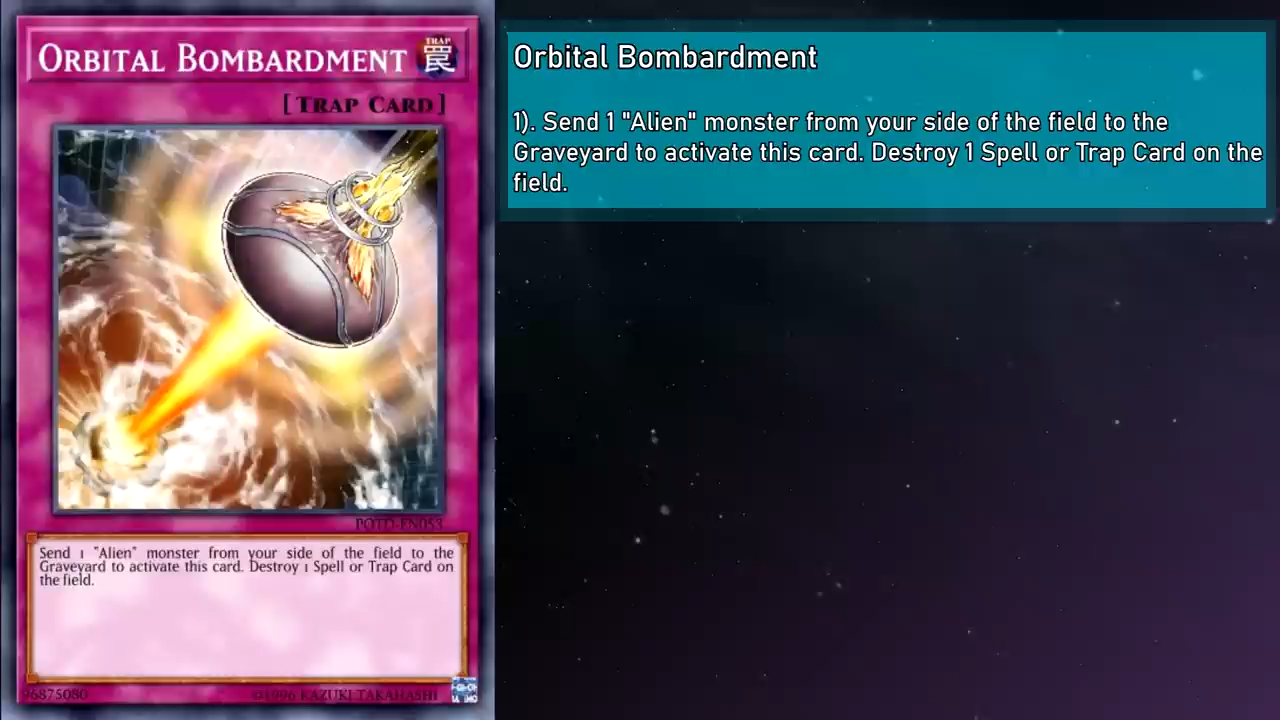 ORBITAL BOMBARDMENT
TRAP
罠
[TRAP CARD]
POTD-EN053
Send 1 "Alien" monster from your side of the field to the
Graveyard to activate this card. Destroy 1 Spell or Trap Card on
the field.
96875080
©1996 KAZUKI TAKAHASHI
Orbital Bombardment
1). Send 1 "Alien" monster from your side of the field to the
Graveyard to activate this card. Destroy 1 Spell or Trap Card on the
field.